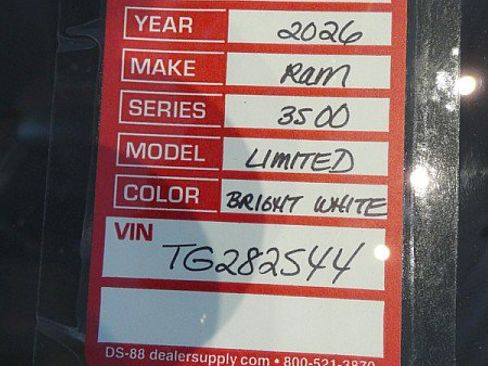 YEAR 2026
MAKE Ram
SERIES 3500
MODEL LIMITED
COLOR BRIGHT WHITE
VIN
TG282544
DS-88 dealersupply.com • 800-521-3870